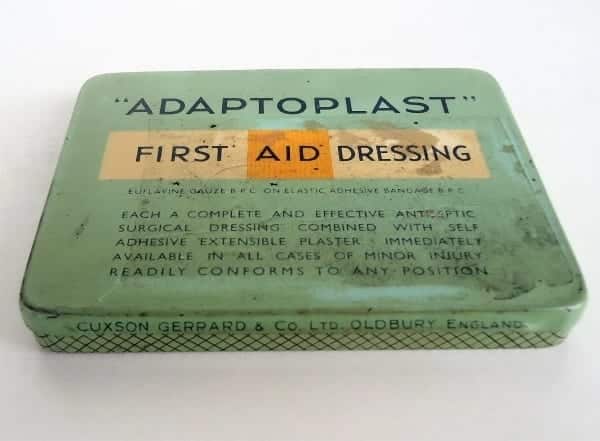 "ADAPTOPLAST"
FIRST AID DRESSING
EUFLAVINE GAUZE B.P.C. ON ELASTIC ADHESIVE BANDAGE B.P.C.
EACH A COMPLETE AND EFFECTIVE ANTISEPTIC
SURGICAL DRESSING COMBINED WITH SELF
ADHESIVE EXTENSIBLE PLASTER · IMMEDIATELY
AVAILABLE IN ALL CASES OF MINOR INJURY
READILY CONFORMS TO ANY POSITION
CUXSON GERRARD & CO. LTD. OLDBURY, ENGLAND